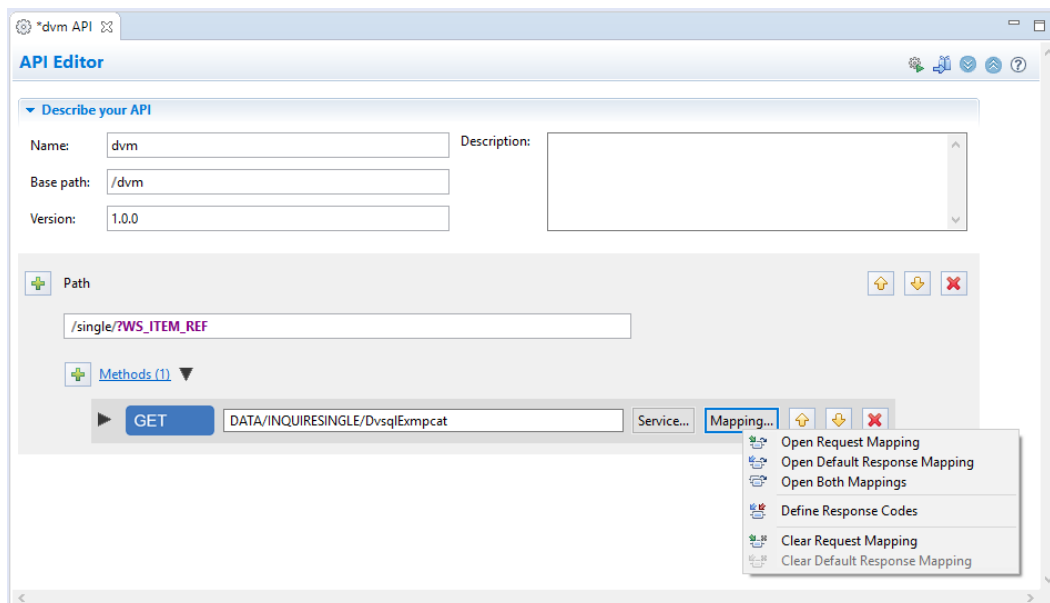 *dvm API
API Editor
Describe your API
Name: dvm
Description:
Base path: /dvm
Version: 1.0.0
Path
/single/?WS_ITEM_REF
Methods (1)
GET DATA/INQUIRESINGLE/DvsqlExmpcat Service... Mapping...
Open Request Mapping
Open Default Response Mapping
Open Both Mappings
Define Response Codes
Clear Request Mapping
Clear Default Response Mapping